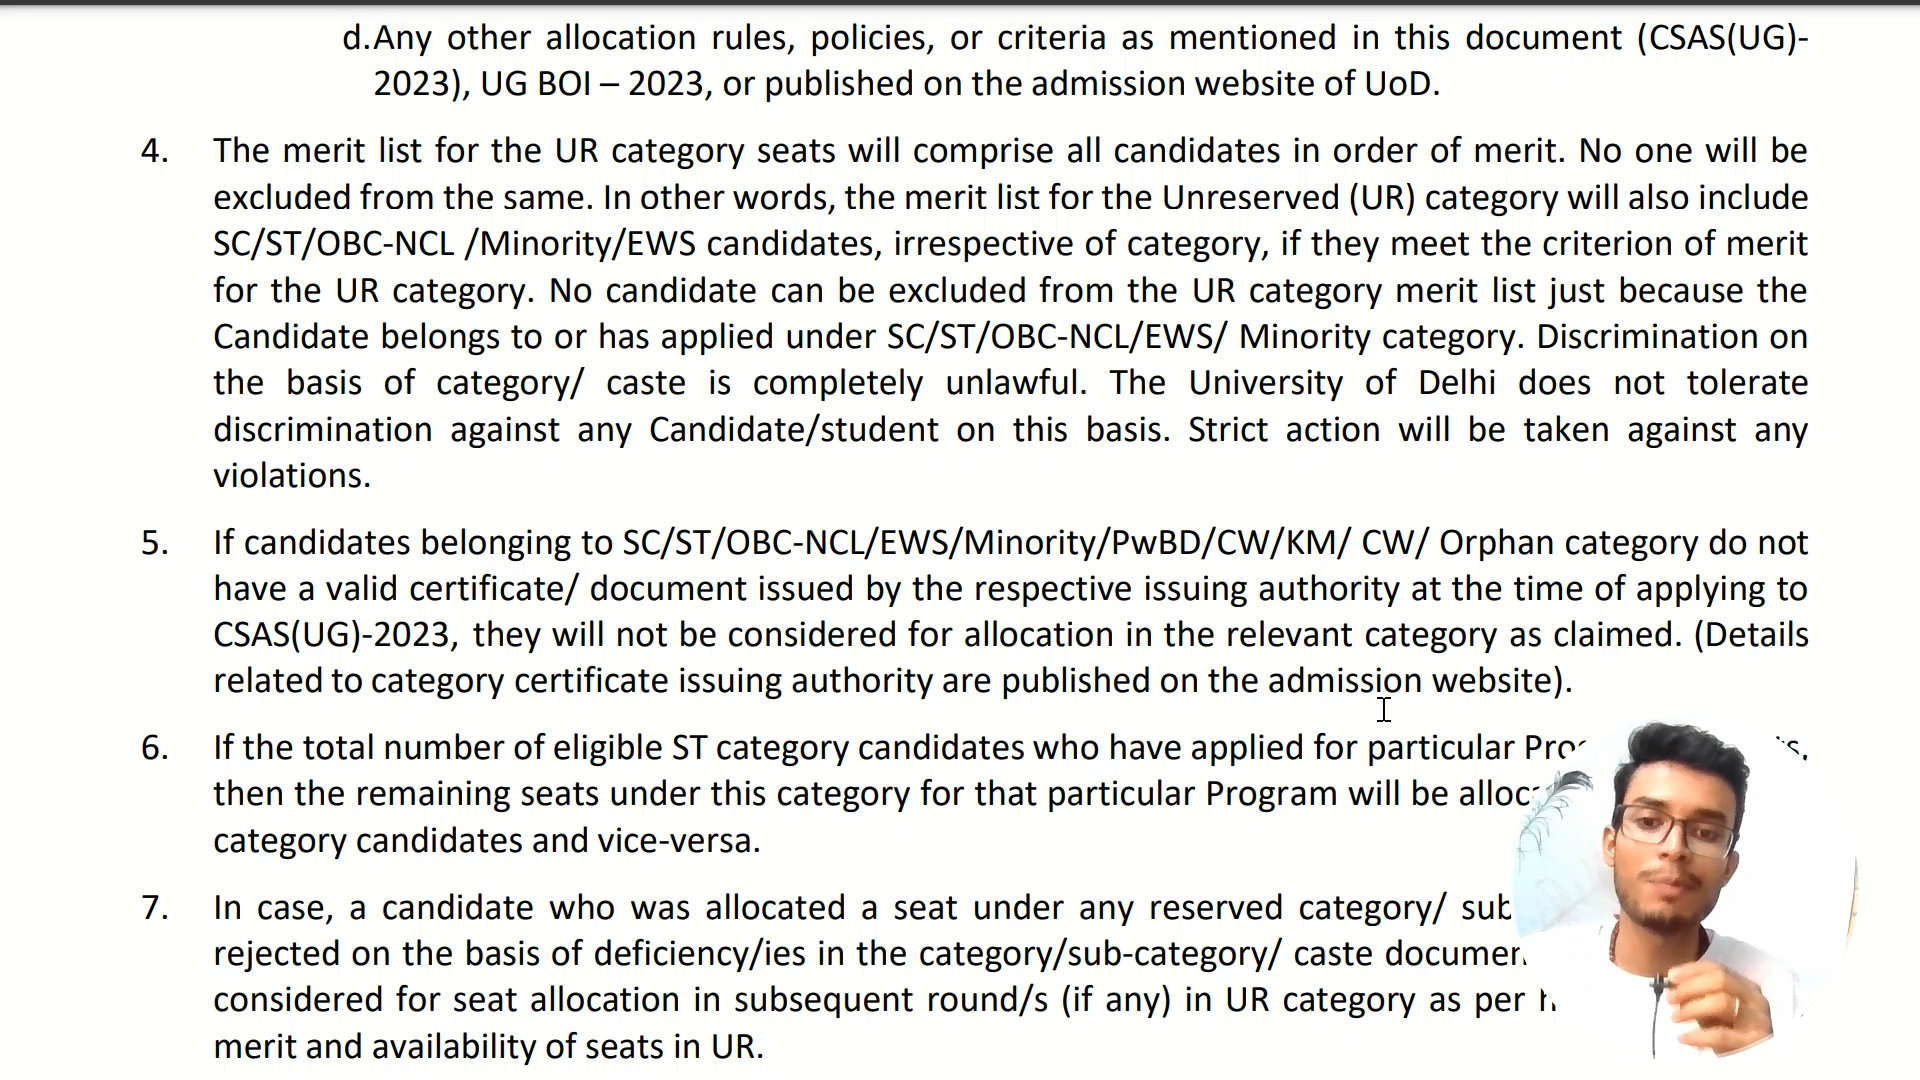 d.Any other allocation rules, policies, or criteria as mentioned in this document (CSAS(UG)-
2023), UG BOI – 2023, or published on the admission website of UoD.
4. The merit list for the UR category seats will comprise all candidates in order of merit. No one will be
excluded from the same. In other words, the merit list for the Unreserved (UR) category will also include
SC/ST/OBC-NCL /Minority/EWS candidates, irrespective of category, if they meet the criterion of merit
for the UR category. No candidate can be excluded from the UR category merit list just because the
Candidate belongs to or has applied under SC/ST/OBC-NCL/EWS/ Minority category. Discrimination on
the basis of category/ caste is completely unlawful. The University of Delhi does not tolerate
discrimination against any Candidate/student on this basis. Strict action will be taken against any
violations.
5. If candidates belonging to SC/ST/OBC-NCL/EWS/Minority/PwBD/CW/KM/ CW/ Orphan category do not
have a valid certificate/ document issued by the respective issuing authority at the time of applying to
CSAS(UG)-2023, they will not be considered for allocation in the relevant category as claimed. (Details
related to category certificate issuing authority are published on the admission website).
6. If the total number of eligible ST category candidates who have applied for particular
then the remaining seats under this category for that particular Program will be
category candidates and vice-versa.
7. In case, a candidate who was allocated a seat under any reserved category/ sub
rejected on the basis of deficiency/ies in the category/sub-category/ caste
considered for seat allocation in subsequent round/s (if any) in UR category as per
merit and availability of seats in UR.